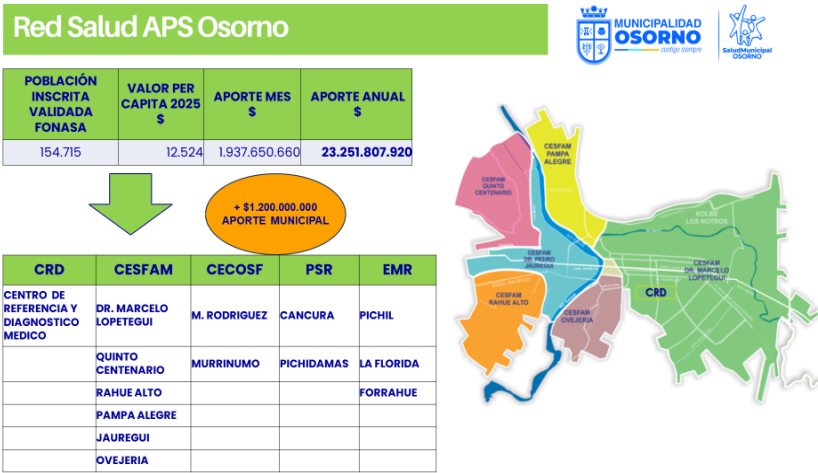 Red Salud APS Osorno
MUNICIPALIDAD
OSORNO
contigo siempre
SaludMunicipal
OSORNO
POBLACIÓN
INSCRITA
VALIDADA
FONASA
VALOR PER
CAPITA 2025
$
APORTE MES
$
APORTE ANUAL
$
154.715
12.524
1.937.650.660
23.251.807.920
+ $1.200.000.000
APORTE MUNICIPAL
CRD
CESFAM
CECOSF
PSR
EMR
CENTRO DE
REFERENCIA Y
DIAGNOSTICO
MEDICO
DR. MARCELO
LOPETEGUI
M. RODRIGUEZ
CANCURA
PICHIL
QUINTO
CENTENARIO
MURRINUMO
PICHIDAMAS
LA FLORIDA
RAHUE ALTO
FORRAHUE
PAMPA ALEGRE
JAUREGUI
OVEJERIA
CESFAM
PAMPA
ALEGRE
CESFAM
QUINTO
CENTENARIO
KOLBE
LOS NOTROS
CESFAM
DR. PEDRO
JAUREGUI
CESFAM
DR. MARCELO
LOPETEGUI
CRD
CESFAM
RAHUE ALTO
CESFAM
OVEJERIA